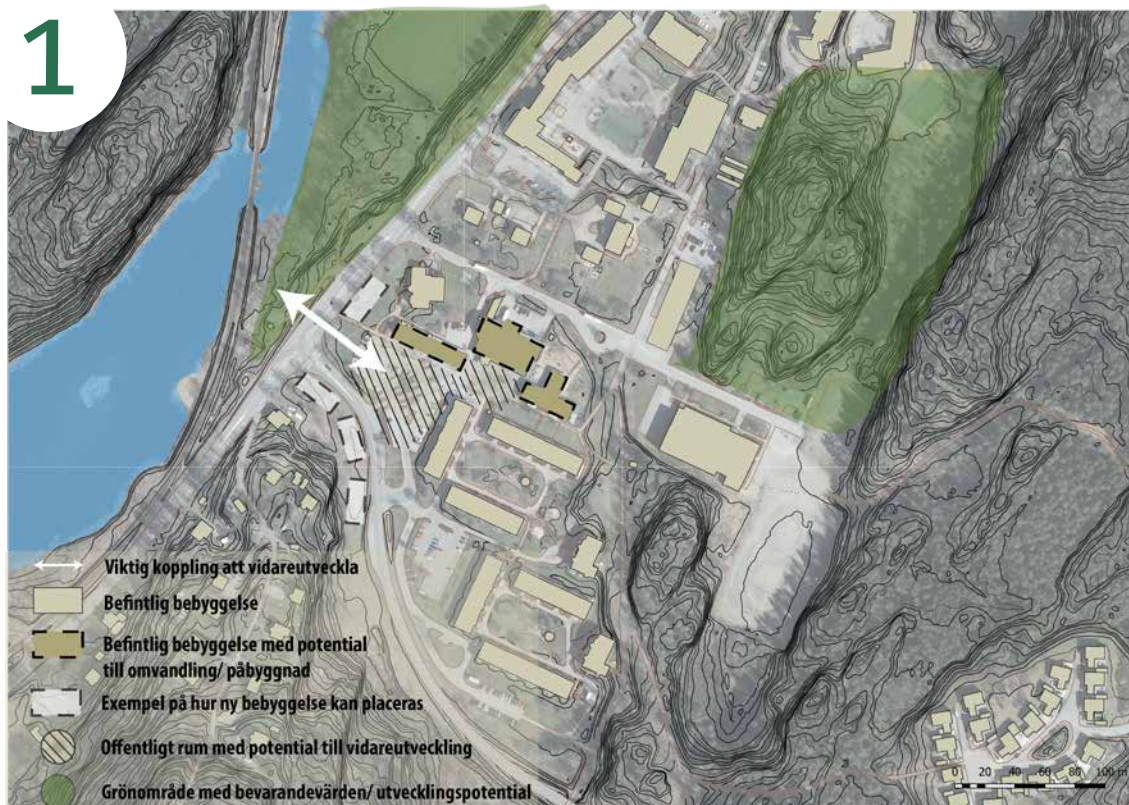 1
Viktig koppling att vidareutveckla
Befintlig bebyggelse
Befintlig bebyggelse med potential
till omvandling/ påbyggnad
Exempel på hur ny bebyggelse kan placeras
Offentligt rum med potential till vidareutveckling
Grönområde med bevarandevärden/ utvecklingspotential
0 20 40 60 80 100 m